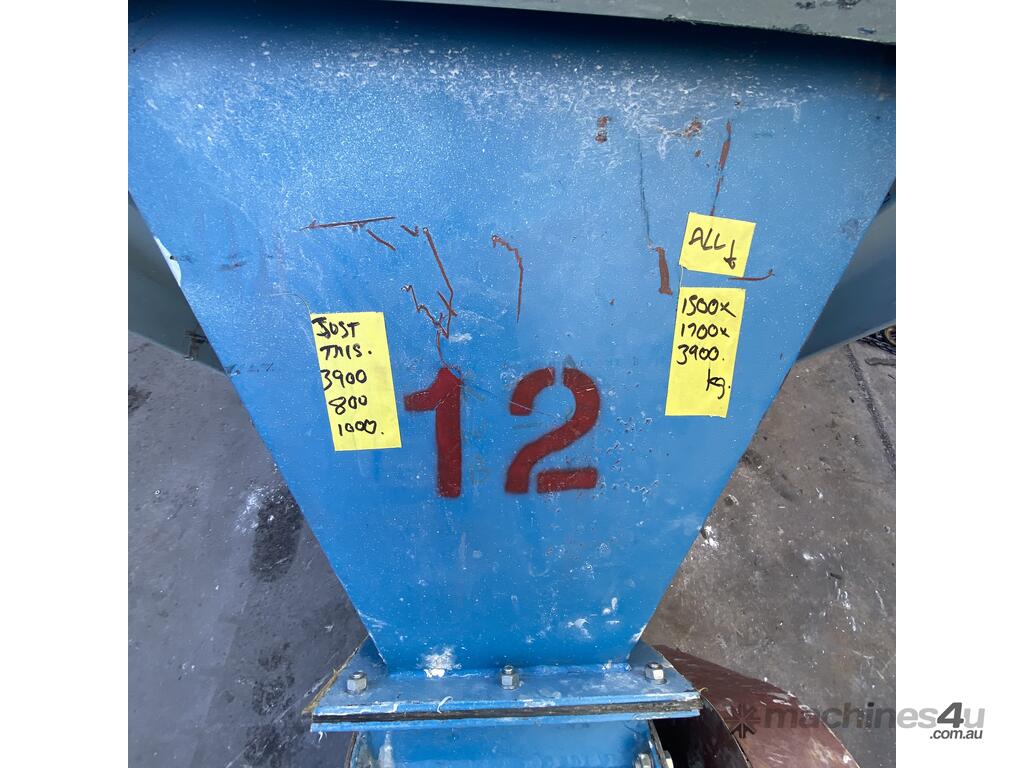 ALL
JUST
THIS.
3900
800
1000.
1500x
1700x
3900.
kg.
12
machines4u
.com.au